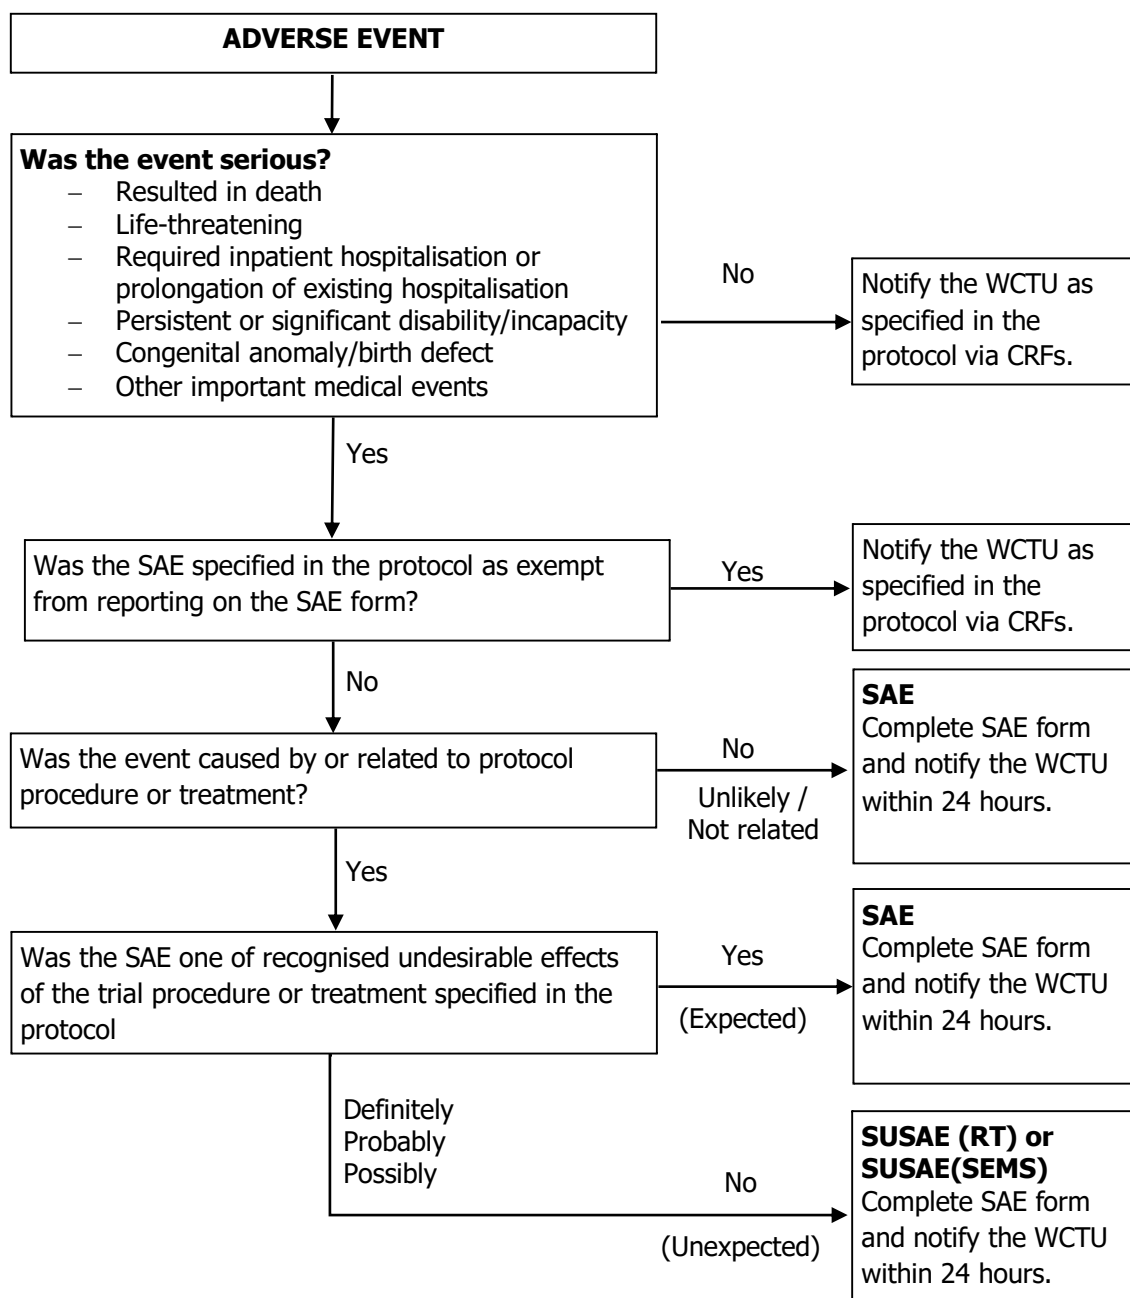 ADVERSE EVENT
Was the event serious?
– Resulted in death
– Life-threatening
– Required inpatient hospitalisation or
prolongation of existing hospitalisation
– Persistent or significant disability/incapacity
– Congenital anomaly/birth defect
– Other important medical events
No
Notify the WCTU as
specified in the
protocol via CRFs.
Yes
Was the SAE specified in the protocol as exempt
from reporting on the SAE form?
Yes
Notify the WCTU as
specified in the
protocol via CRFs.
No
Was the event caused by or related to protocol
procedure or treatment?
No
Unlikely /
Not related
SAE
Complete SAE form
and notify the WCTU
within 24 hours.
Yes
Was the SAE one of recognised undesirable effects
of the trial procedure or treatment specified in the
protocol
Yes
(Expected)
SAE
Complete SAE form
and notify the WCTU
within 24 hours.
Definitely
Probably
Possibly
No
(Unexpected)
SUSAE (RT) or
SUSAE(SEMS)
Complete SAE form
and notify the WCTU
within 24 hours.